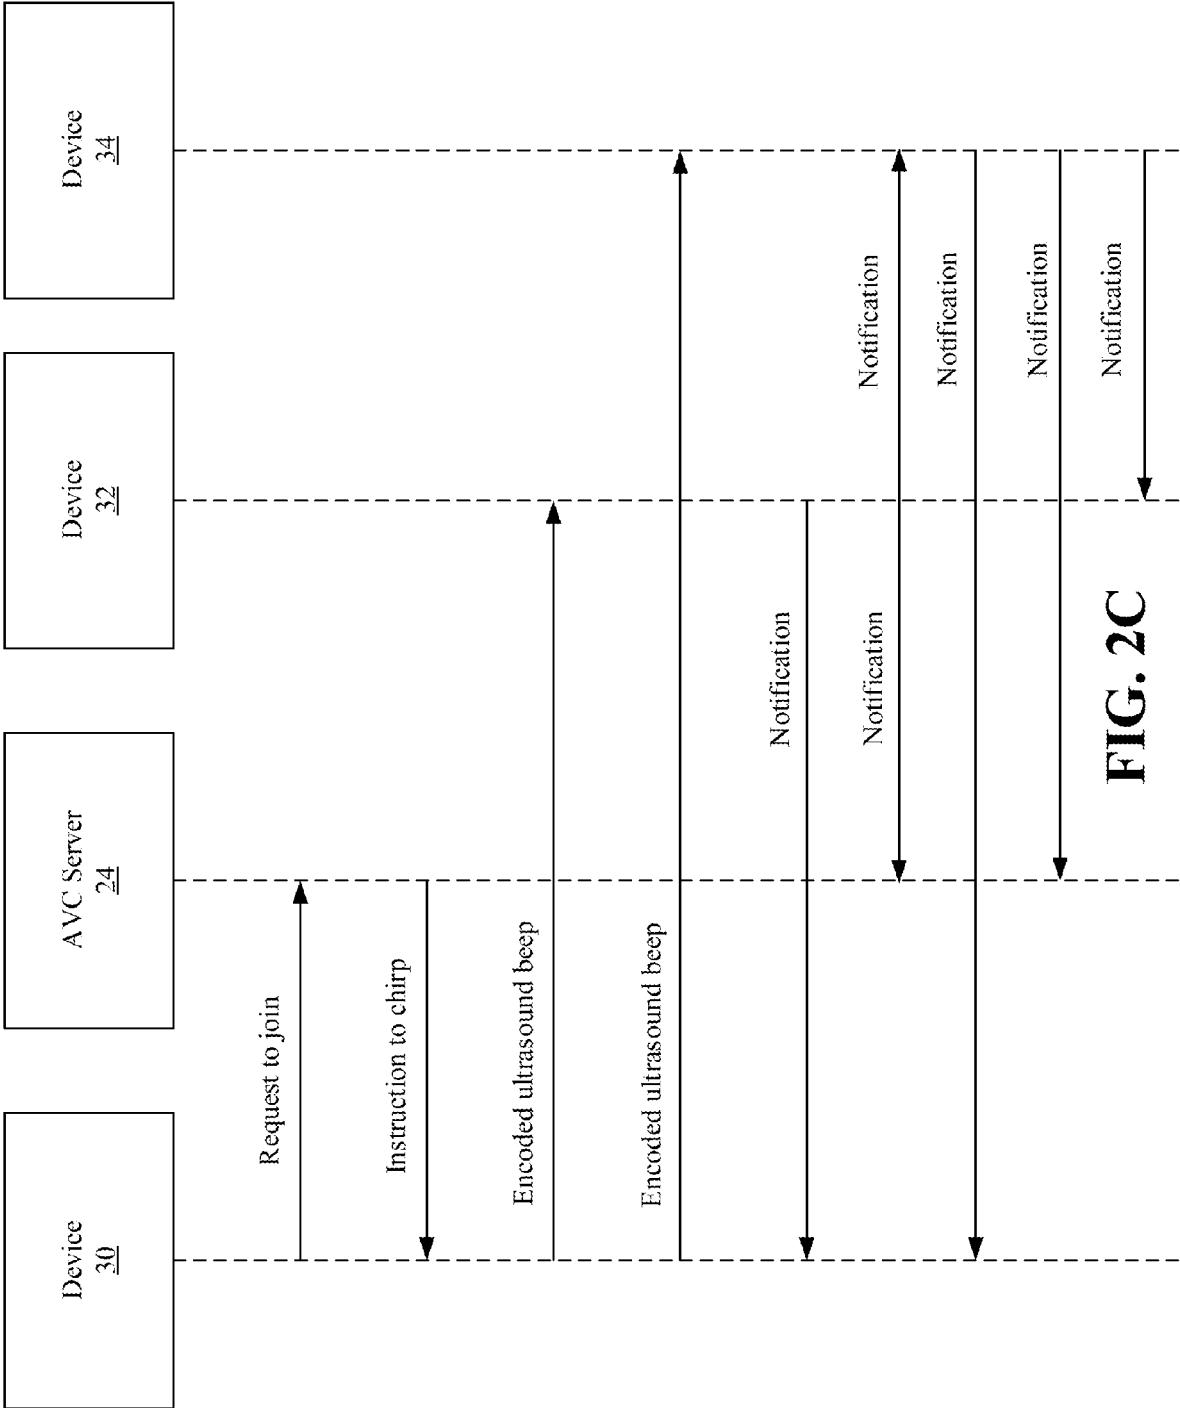 Device
30
AVC Server
24
Device
32
Device
34
Request to join
Instruction to chirp
Encoded ultrasound beep
Encoded ultrasound beep
Notification
Notification
Notification
Notification
Notification
Notification
FIG. 2C